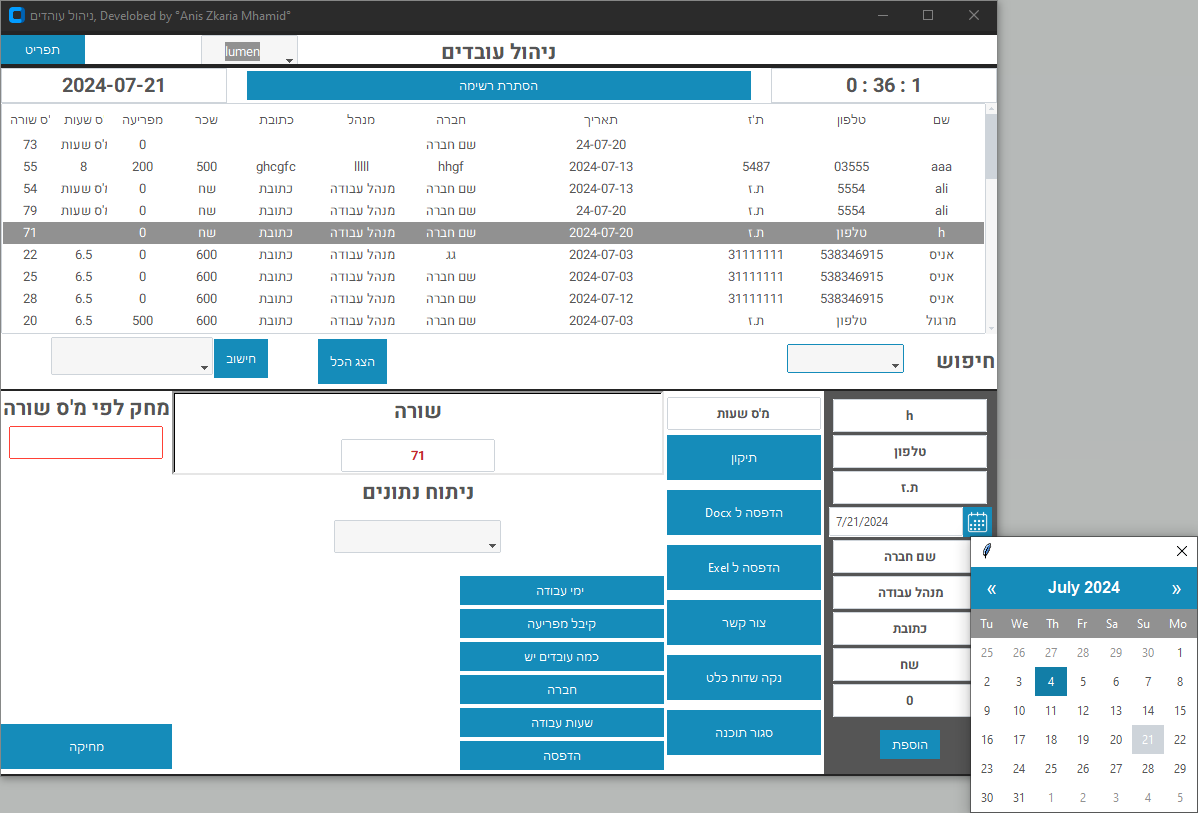 ניהול עוהדים, Develobed by °Anis Zkaria Mhamid°
תפריט
lumen
ניהול עובדים
2024-07-21
הסתרת רשימה
0 : 36 : 1
שם טלפון ת'ז תאריך חברה מנהל כתובת שכר מפריעה ס שעות ס שורה'
24-07-20 שם חברה 0 מ'ס שעות 73
aaa 03555 5487 2024-07-13 hhgf lllll ghcgfc 500 200 8 55
ali 5554 ת.ז 2024-07-13 שם חברה מנהל עבודה כתובת שח 0 מ'ס שעות 54
ali 5554 ת.ז 24-07-20 שם חברה מנהל עבודה כתובת שח 0 מ'ס שעות 79
h טלפון ת.ז 2024-07-20 שם חברה מנהל עבודה כתובת שח 0 71
אניס 538346915 31111111 2024-07-03 גג מנהל עבודה כתובת 600 0 6.5 22
אניס 538346915 31111111 2024-07-03 שם חברה מנהל עבודה כתובת 600 0 6.5 25
אניס 538346915 31111111 2024-07-12 שם חברה מנהל עבודה כתובת 600 0 6.5 28
מרגול טלפון ת.ז 2024-07-03 שם חברה מנהל עבודה כתובת 600 500 6.5 20
חיפוש
הצג הכל
חישוב
h
טלפון
ת.ז
7/21/2024
שם חברה
מנהל עבודה
כתובת
שח
0
הוספת
מ'ס שעות
תיקון
הדפסה ל Docx
הדפסה ל Exel
צור קשר
נקה שדות כלט
סגור תוכנה
שורה
71
ניתוח נתונים
ימי עבודה
קיבל מפריעה
כמה עובדים יש
חברה
שעות עבודה
הדפסה
מחק לפי מ'ס שורה
מחיקה
« July 2024 »
Tu We Th Fr Sa Su Mo
25 26 27 28 29 30 1
2 3 4 5 6 7 8
9 10 11 12 13 14 15
16 17 18 19 20 21 22
23 24 25 26 27 28 29
30 31 1 2 3 4 5